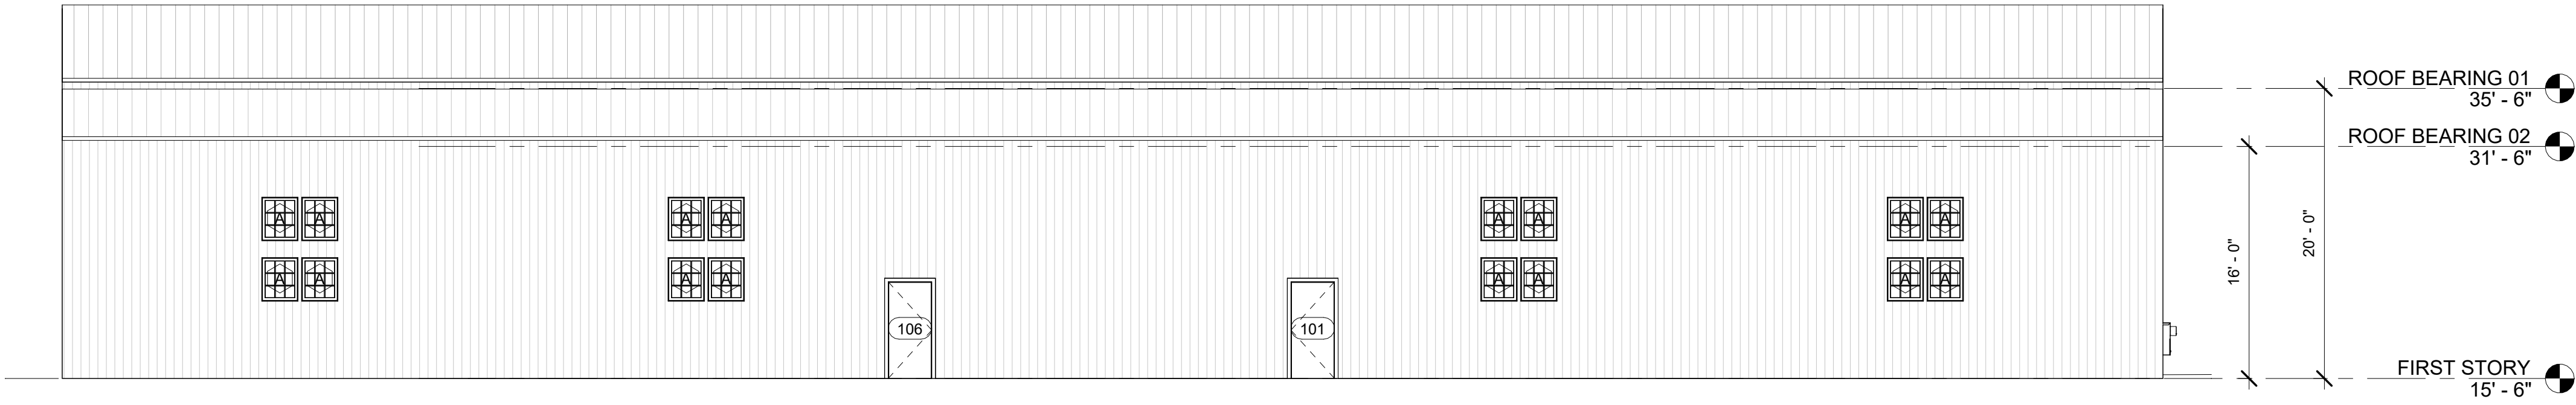 ROOF BEARING 01
35' - 6"
ROOF BEARING 02
31' - 6"
A A A A A A A A
A A A A A A A A
16' - 0"
20' - 0"
106 101
FIRST STORY
15' - 6"